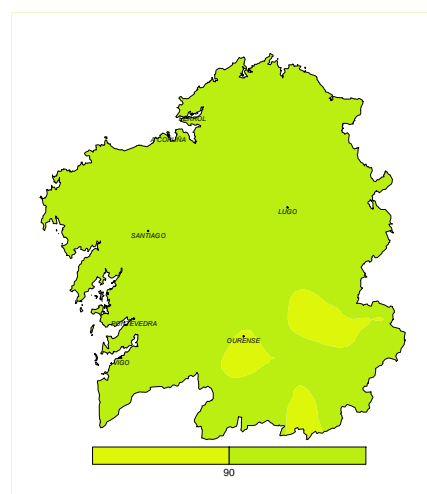 FERROL
A CORUÑA
LUGO
SANTIAGO
PONTEVEDRA
OURENSE
VIGO
90